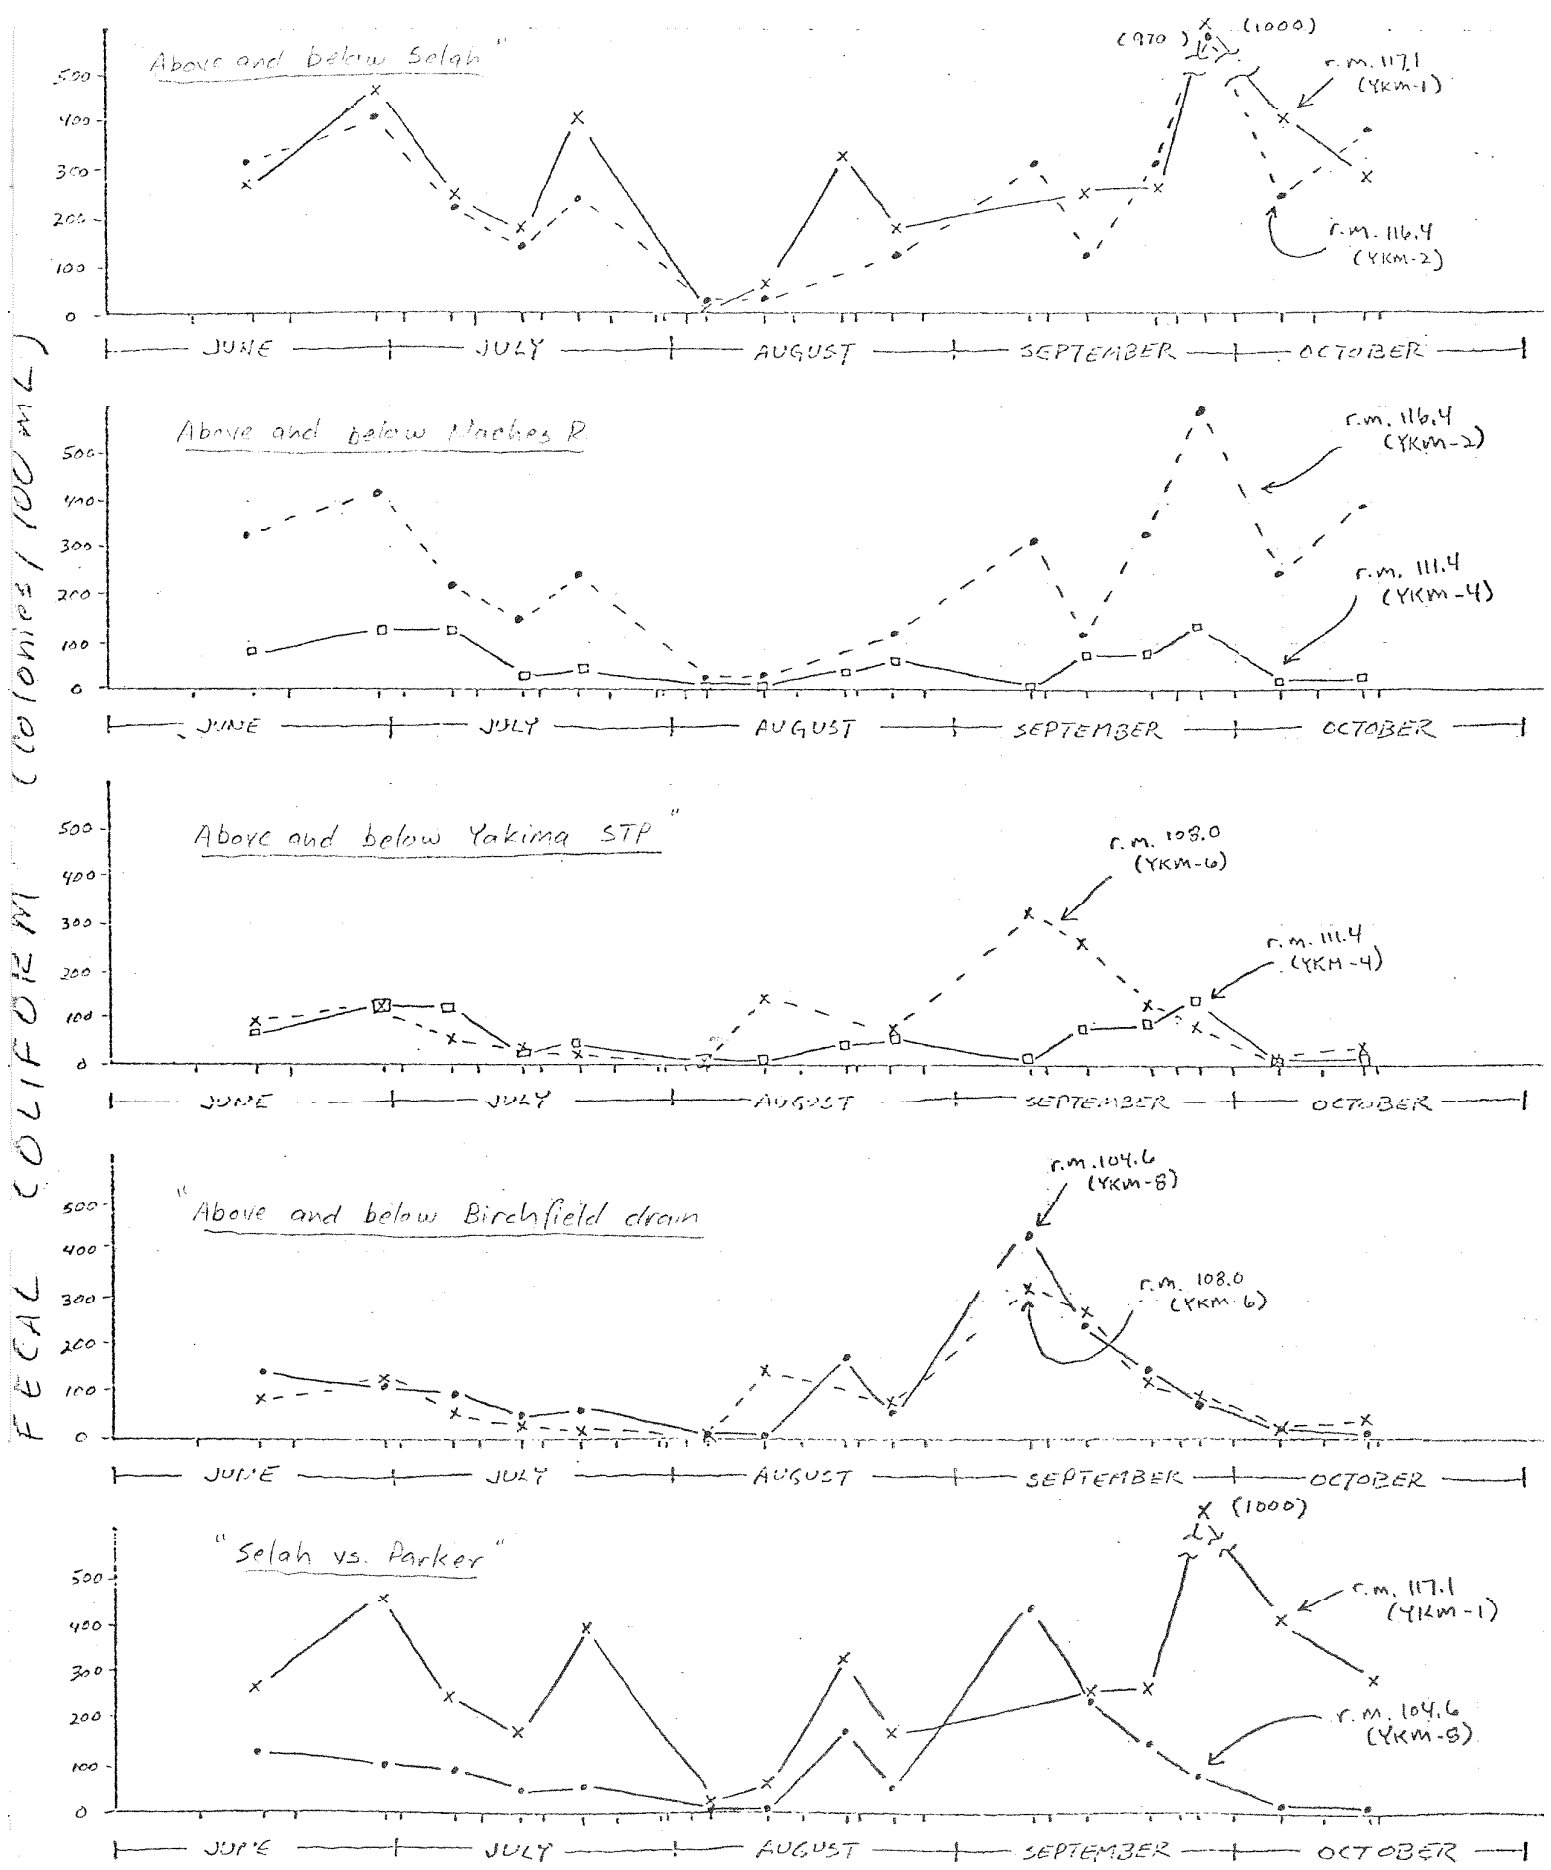 FECAL COLIFORM (Colonies/100 mL)
"Above and below Selah"
(970) (1000)
r.m. 117.1
(YKM-1)
r.m. 116.4
(YKM-2)
500
400
300
200
100
0
JUNE JULY AUGUST SEPTEMBER OCTOBER
Above and below Naches R.
r.m. 116.4
(YKM-2)
r.m. 111.4
(YKM-4)
500
400
300
200
100
0
JUNE JULY AUGUST SEPTEMBER OCTOBER
Above and below Yakima STP"
r.m. 108.0
(YKM-6)
r.m. 111.4
(YKM-4)
500
400
300
200
100
0
JUNE JULY AUGUST SEPTEMBER OCTOBER
"Above and below Birchfield drain
r.m. 104.6
(YKM-8)
r.m. 108.0
(YKM-6)
500
400
300
200
100
0
JUNE JULY AUGUST SEPTEMBER OCTOBER
"Selah vs. Parker"
(1000)
r.m. 117.1
(YKM-1)
r.m. 104.6
(YKM-8)
500
400
300
200
100
0
JUNE JULY AUGUST SEPTEMBER OCTOBER